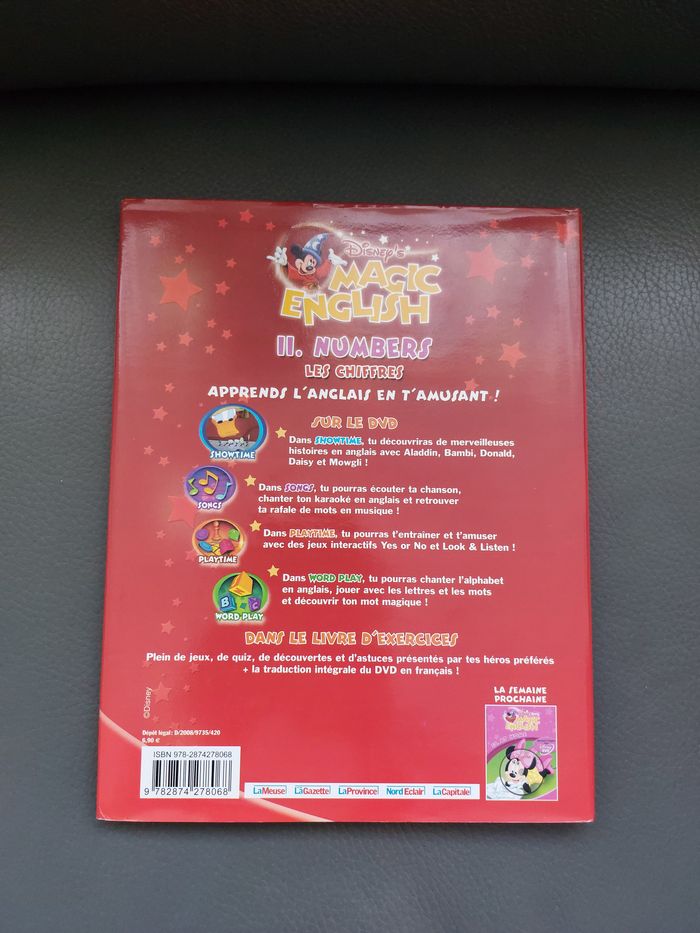 Disney's
MAGIC
ENGLISH
11. NUMBERS
LES CHIFFRES
APPRENDS L'ANGLAIS EN T'AMUSANT !
SUR LE DVD
SHOWTIME
Dans SHOWTIME, tu découvriras de merveilleuses
histoires en anglais avec Aladdin, Bambi, Donald,
Daisy et Mowgli !
SONGS
Dans SONGS, tu pourras écouter ta chanson,
chanter ton karaoké en anglais et retrouver
ta rafale de mots en musique !
PLAYTIME
Dans PLAYTIME, tu pourras t'entrainer et t'amuser
avec des jeux interactifs Yes or No et Look & Listen !
B
C
WORD PLAY
Dans WORD PLAY, tu pourras chanter l'alphabet
en anglais, jouer avec les lettres et les mots
et découvrir ton mot magique !
DANS LE LIVRE D'EXERCICES
Plein de jeux, de quiz, de découvertes et d'astuces présentés par tes héros préférés
+ la traduction intégrale du DVD en français !
©Disney
LA SEMAINE
PROCHAINE
MAGIC
ENGLISH
Dépôt légal: D/2008/9735/420
6,90 €
ISBN 978-2874278068
9 782874 278068
LaMeuse
LaGazette
LaProvince
Nord Eclair
LaCapitale